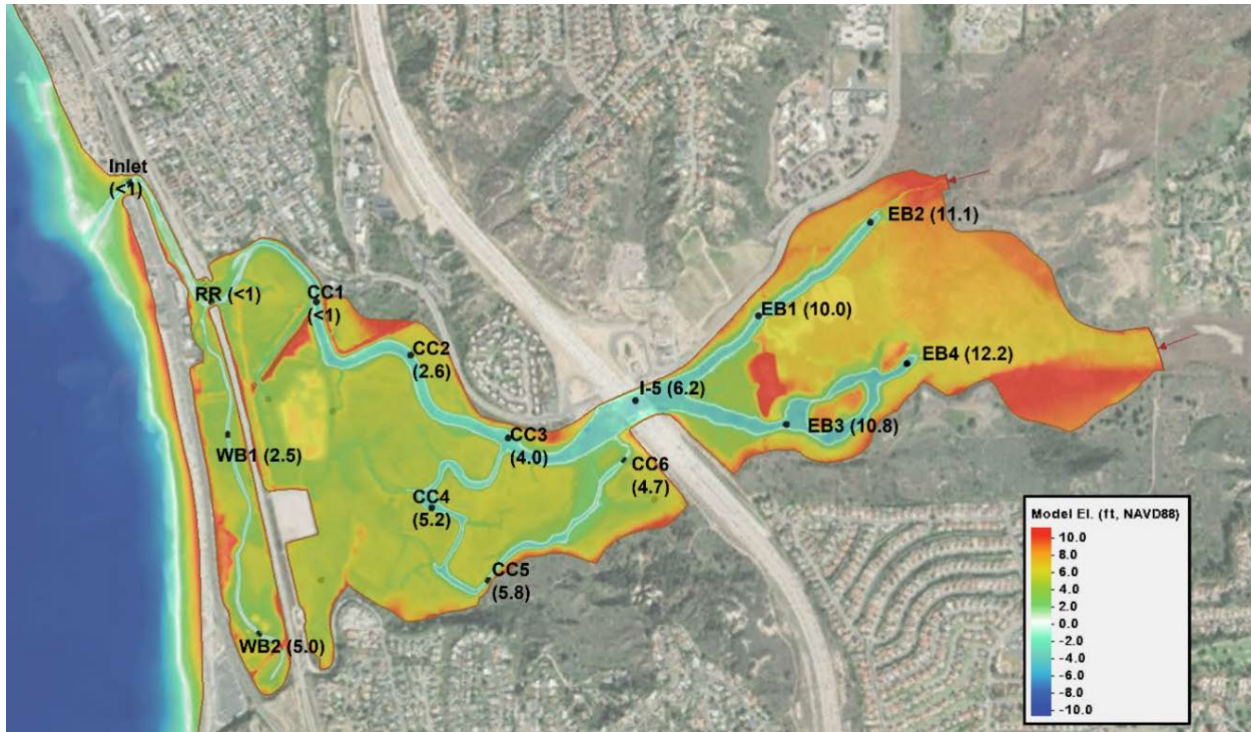 Inlet
(<1)
EB2 (11.1)
RR (<1)
CC1
(<1)
EB1 (10.0)
CC2
(2.6)
EB4 (12.2)
I-5 (6.2)
EB3 (10.8)
CC3
(4.0)
WB1 (2.5)
CC6
(4.7)
CC4
(5.2)
CC5
(5.8)
WB2 (5.0)
Model El. (ft, NAVD88)
10.0
8.0
6.0
4.0
2.0
0.0
-2.0
-4.0
-6.0
-8.0
-10.0